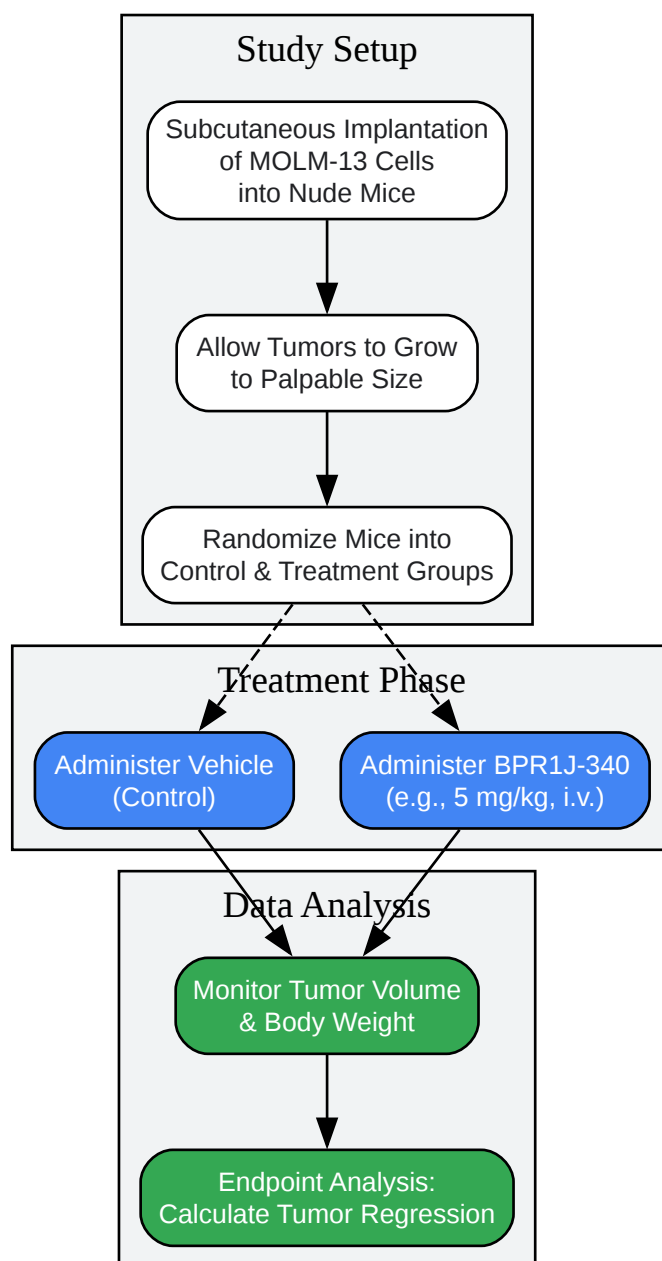 Study Setup
Subcutaneous Implantation
of MOLM-13 Cells
into Nude Mice
Allow Tumors to Grow
to Palpable Size
Randomize Mice into
Control & Treatment Groups
Treatment Phase
Administer Vehicle
(Control)
Administer BPR1J-340
(e.g., 5 mg/kg, i.v.)
Data Analysis
Monitor Tumor Volume
& Body Weight
Endpoint Analysis:
Calculate Tumor Regression